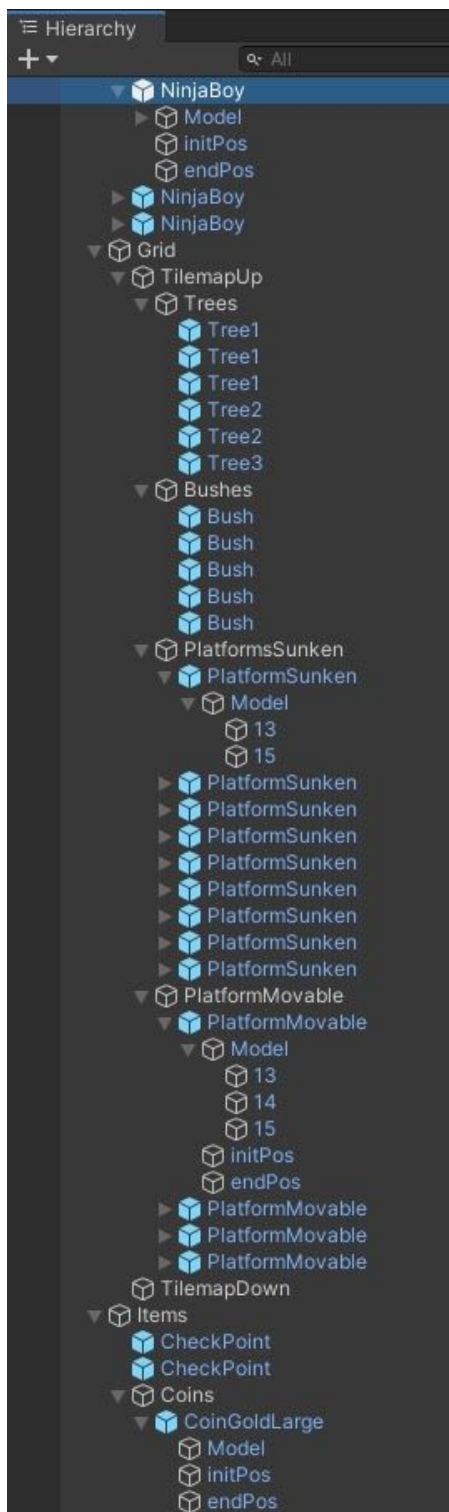 Hierarchy
All
NinjaBoy
Model
initPos
endPos
NinjaBoy
NinjaBoy
Grid
TilemapUp
Trees
Tree1
Tree1
Tree1
Tree2
Tree2
Tree3
Bushes
Bush
Bush
Bush
Bush
Bush
PlatformsSunken
PlatformSunken
Model
13
15
PlatformSunken
PlatformSunken
PlatformSunken
PlatformSunken
PlatformSunken
PlatformSunken
PlatformSunken
PlatformSunken
PlatformMovable
PlatformMovable
Model
13
14
15
initPos
endPos
PlatformMovable
PlatformMovable
PlatformMovable
TilemapDown
Items
CheckPoint
CheckPoint
Coins
CoinGoldLarge
Model
initPos
endPos